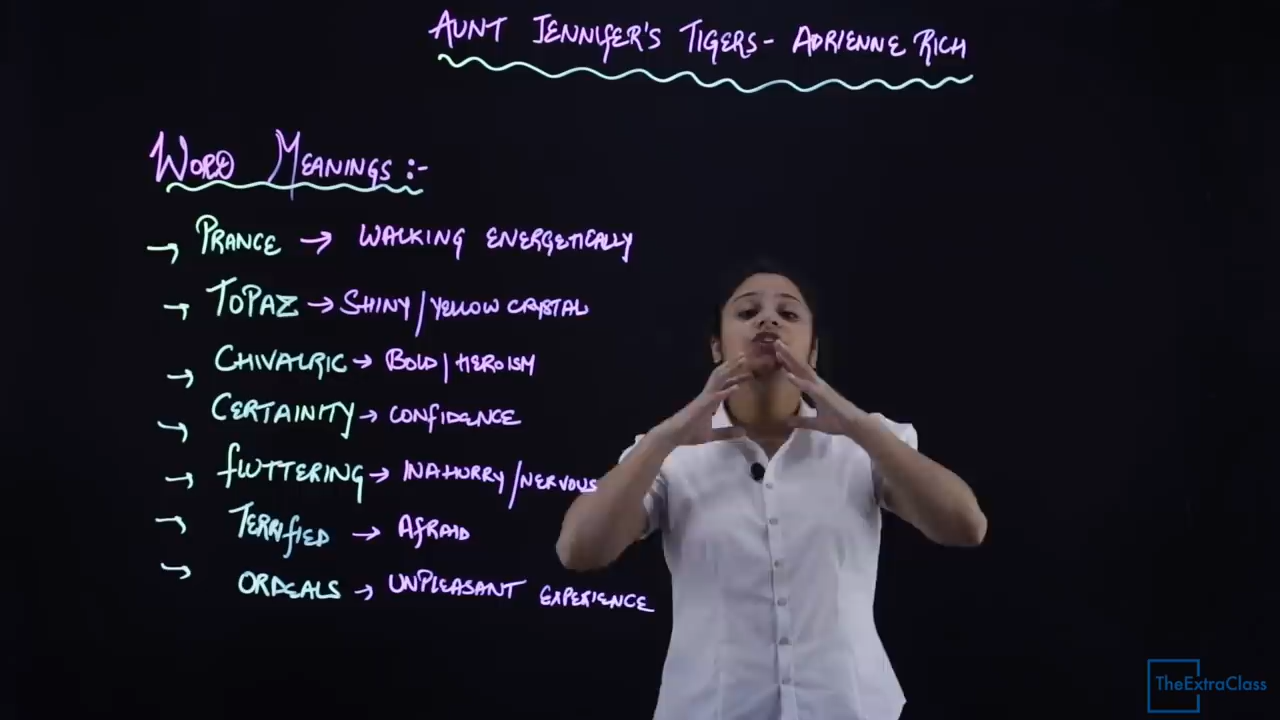 AUNT JENNIFER'S TIGERS - ADRIENNE RICH
WORD MEANINGS :-
→ PRANCE → WALKING ENERGETICALLY
→ TOPAZ → SHINY / YELLOW CRYSTAL
→ CHIVALRIC → BOLD / HEROISM
→ CERTAINITY → CONFIDENCE
→ FLUTTERING → IN A HURRY / NERVOUS
→ TERRIFIED → AFRAID
→ ORDEALS → UNPLEASANT EXPERIENCE
TheExtraClass